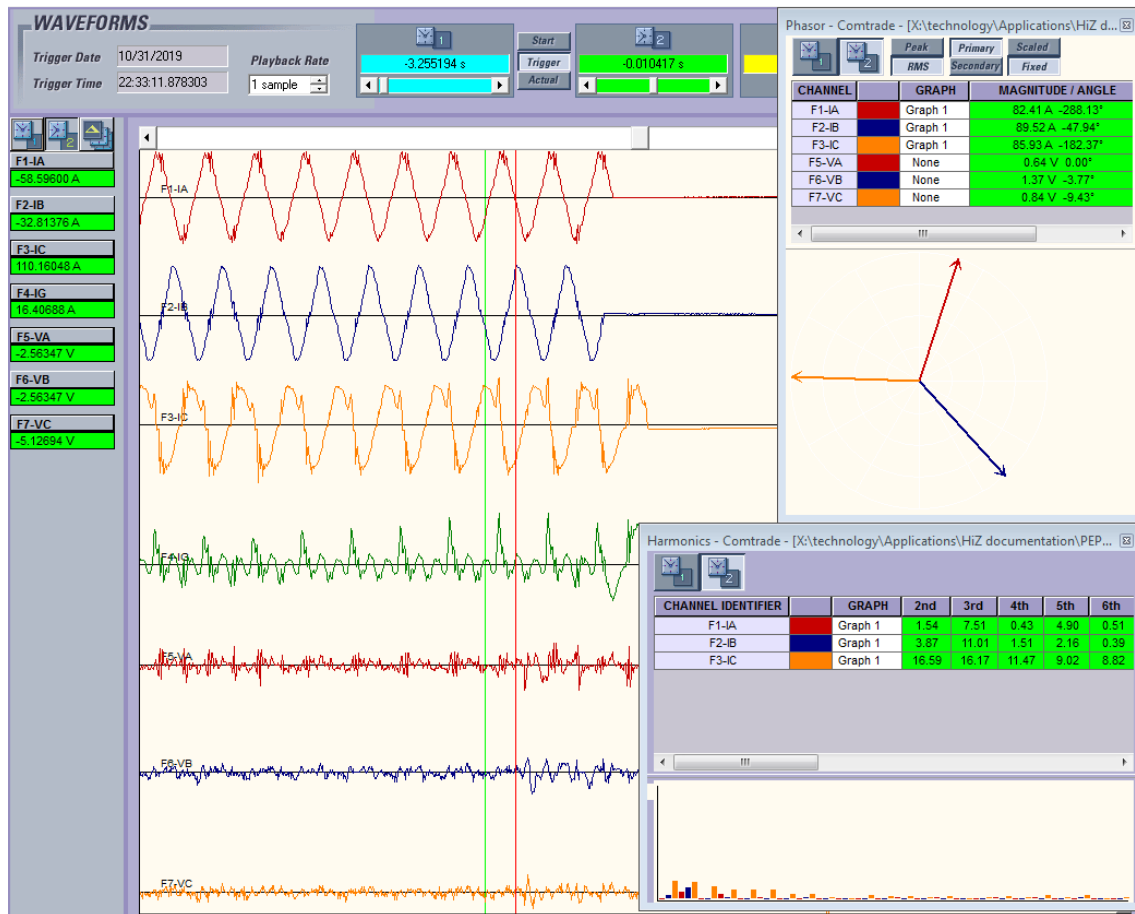 WAVEFORMS
Trigger Date 10/31/2019
Trigger Time 22:33:11.878303
Playback Rate
1 sample
1
-3.255194 s
Start
Trigger
Actual
2
-0.010417 s
1 2
F1-IA
-58.59600 A
F2-IB
-32.81376 A
F3-IC
110.16048 A
F4-IG
16.40688 A
F5-VA
-2.56347 V
F6-VB
-2.56347 V
F7-VC
-5.12694 V
F1-IA
F2-IB
F3-IC
F4-IG
F5-VA
F6-VB
F7-VC
Phasor - Comtrade - [X:\technology\Applications\HiZ d...
1 2 Peak Primary Scaled
RMS Secondary Fixed
CHANNEL GRAPH MAGNITUDE / ANGLE
F1-IA Graph 1 82.41 A -288.13°
F2-IB Graph 1 89.52 A -47.94°
F3-IC Graph 1 85.93 A -182.37°
F5-VA None 0.64 V 0.00°
F6-VB None 1.37 V -3.77°
F7-VC None 0.84 V -9.43°
Harmonics - Comtrade - [X:\technology\Applications\HiZ documentation\PEP...
1 2
CHANNEL IDENTIFIER GRAPH 2nd 3rd 4th 5th 6th
F1-IA Graph 1 1.54 7.51 0.43 4.90 0.51
F2-IB Graph 1 3.87 11.01 1.51 2.16 0.39
F3-IC Graph 1 16.59 16.17 11.47 9.02 8.82